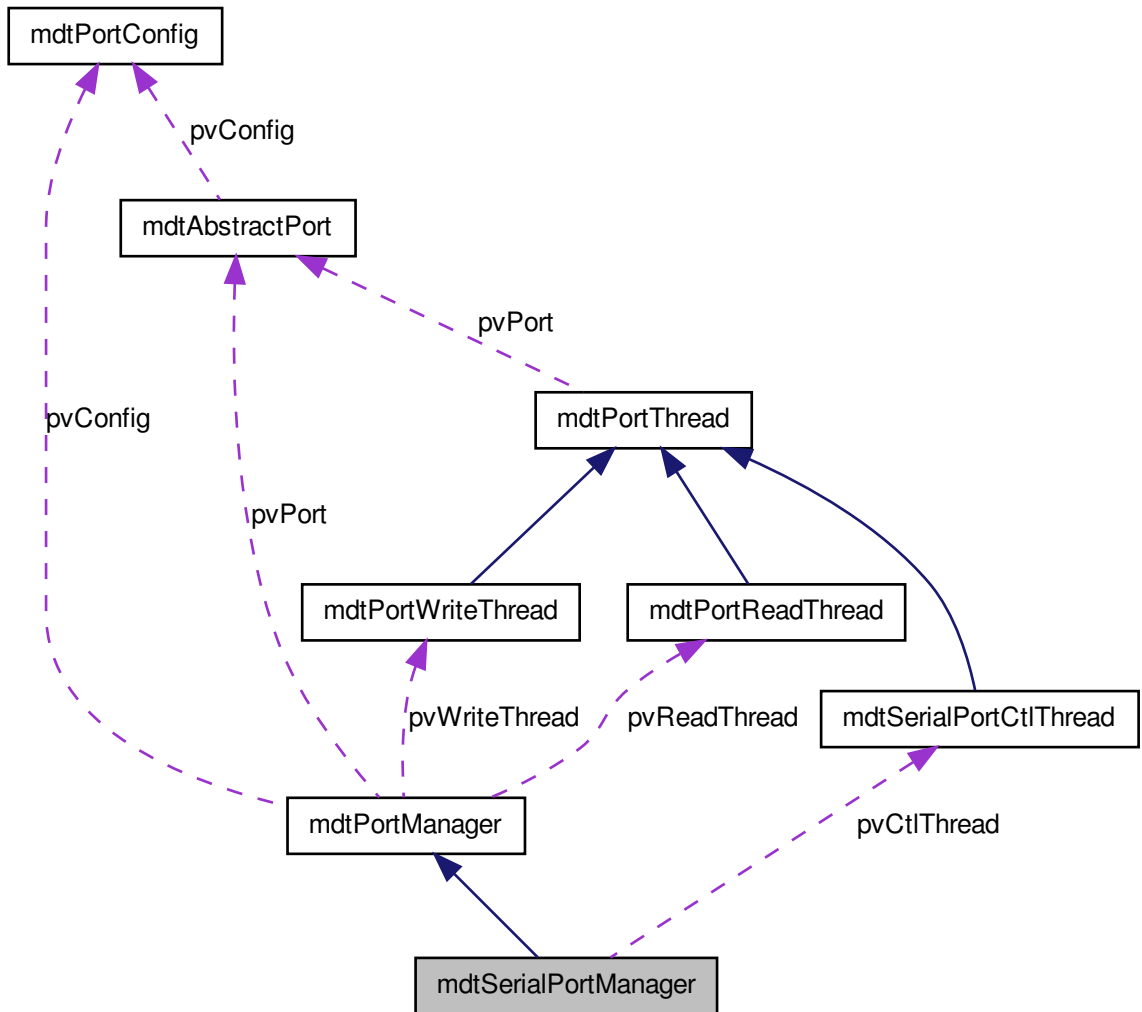 mdtPortConfig
pvConfig
mdtAbstractPort
pvPort
mdtPortThread
pvConfig
pvPort
mdtPortWriteThread
mdtPortReadThread
mdtSerialPortCtlThread
pvWriteThread
pvReadThread
mdtPortManager
pvCtlThread
mdtSerialPortManager